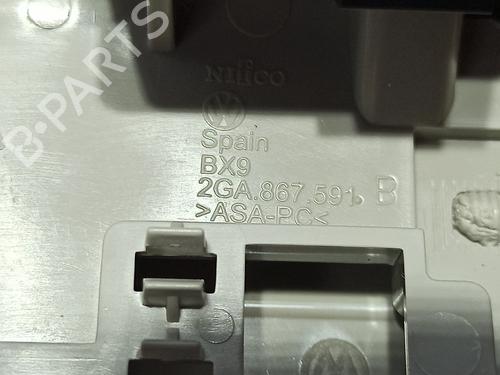 B-PARTS
Nifco
Spain
BX9
2GA.867.591. B
>ASA-PC<